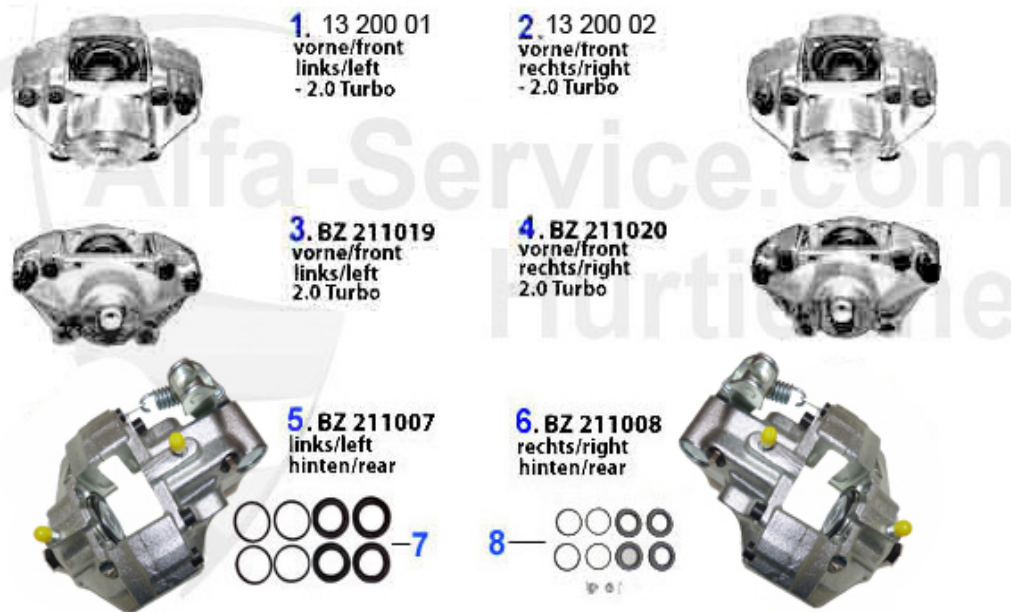 1. 13 200 01
vorne/front
links/left
- 2.0 Turbo
2. 13 200 02
vorne/front
rechts/right
- 2.0 Turbo
Alfa-Service.com
3. BZ 211019
vorne/front
links/left
2.0 Turbo
4. BZ 211020
vorne/front
rechts/right
2.0 Turbo
5. BZ 211007
links/left
hinten/rear
6. BZ 211008
rechts/right
hinten/rear
7
8